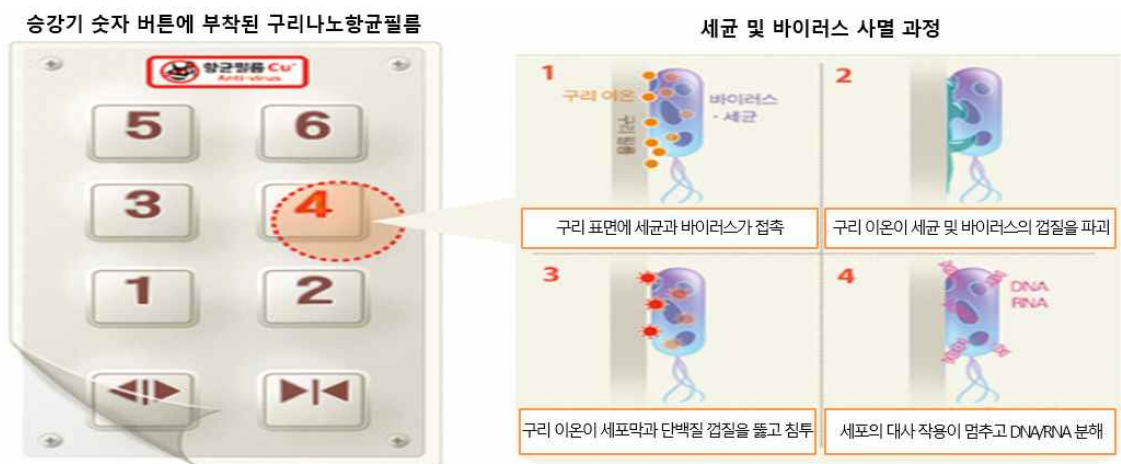 승강기 숫자 버튼에 부착된 구리나노항균필름
항균필름 Cu⁺
Anti-virus
5 6
3 4
1 2
세균 및 바이러스 사멸 과정
1
구리 이온
바이러스
· 세균
구리 필름
구리 표면에 세균과 바이러스가 접촉
2
구리 이온이 세균 및 바이러스의 껍질을 파괴
3
구리 이온이 세포막과 단백질 껍질을 뚫고 침투
4
DNA
RNA
세포의 대사 작용이 멈추고 DNA/RNA 분해